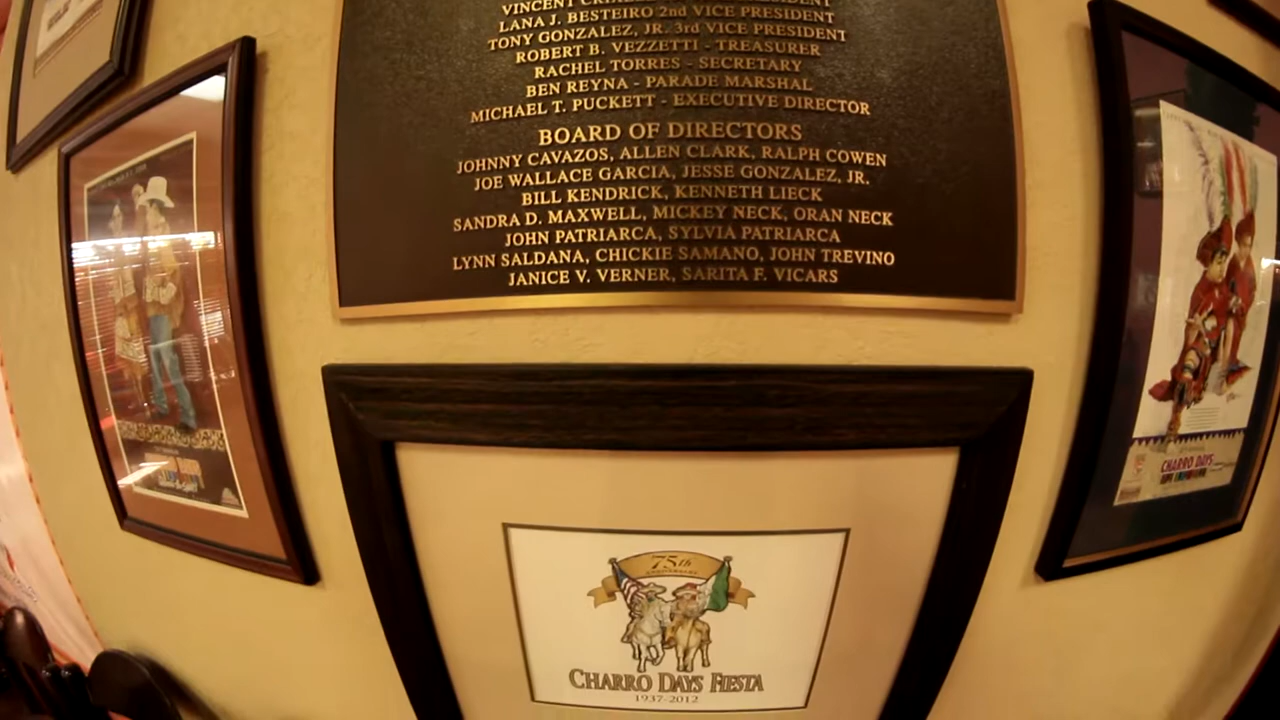 VINCENT
LANA J. BESTEIRO 2nd VICE PRESIDENT
TONY GONZALEZ, JR. 3rd VICE PRESIDENT
ROBERT B. VEZZETTI - TREASURER
RACHEL TORRES - SECRETARY
BEN REYNA - PARADE MARSHAL
MICHAEL T. PUCKETT - EXECUTIVE DIRECTOR
BOARD OF DIRECTORS
JOHNNY CAVAZOS, ALLEN CLARK, RALPH COWEN
JOE WALLACE GARCIA, JESSE GONZALEZ, JR.
BILL KENDRICK, KENNETH LIECK
SANDRA D. MAXWELL, MICKEY NECK, ORAN NECK
JOHN PATRIARCA, SYLVIA PATRIARCA
LYNN SALDANA, CHICKIE SAMANO, JOHN TREVINO
JANICE V. VERNER, SARITA F. VICARS
75th
ANNIVERSARY
CHARRO DAYS FIESTA
1937-2012
CHARRO DAYS